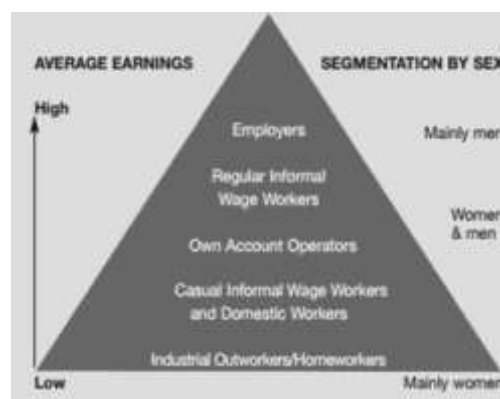 AVERAGE EARNINGS
SEGMENTATION BY SEX
High
Employers
Mainly men
Regular Informal
Wage Workers
Women
& men
Own Account Operators
Casual Informal Wage Workers
and Domestic Workers
Industrial Outworkers/Homeworkers
Low
Mainly women